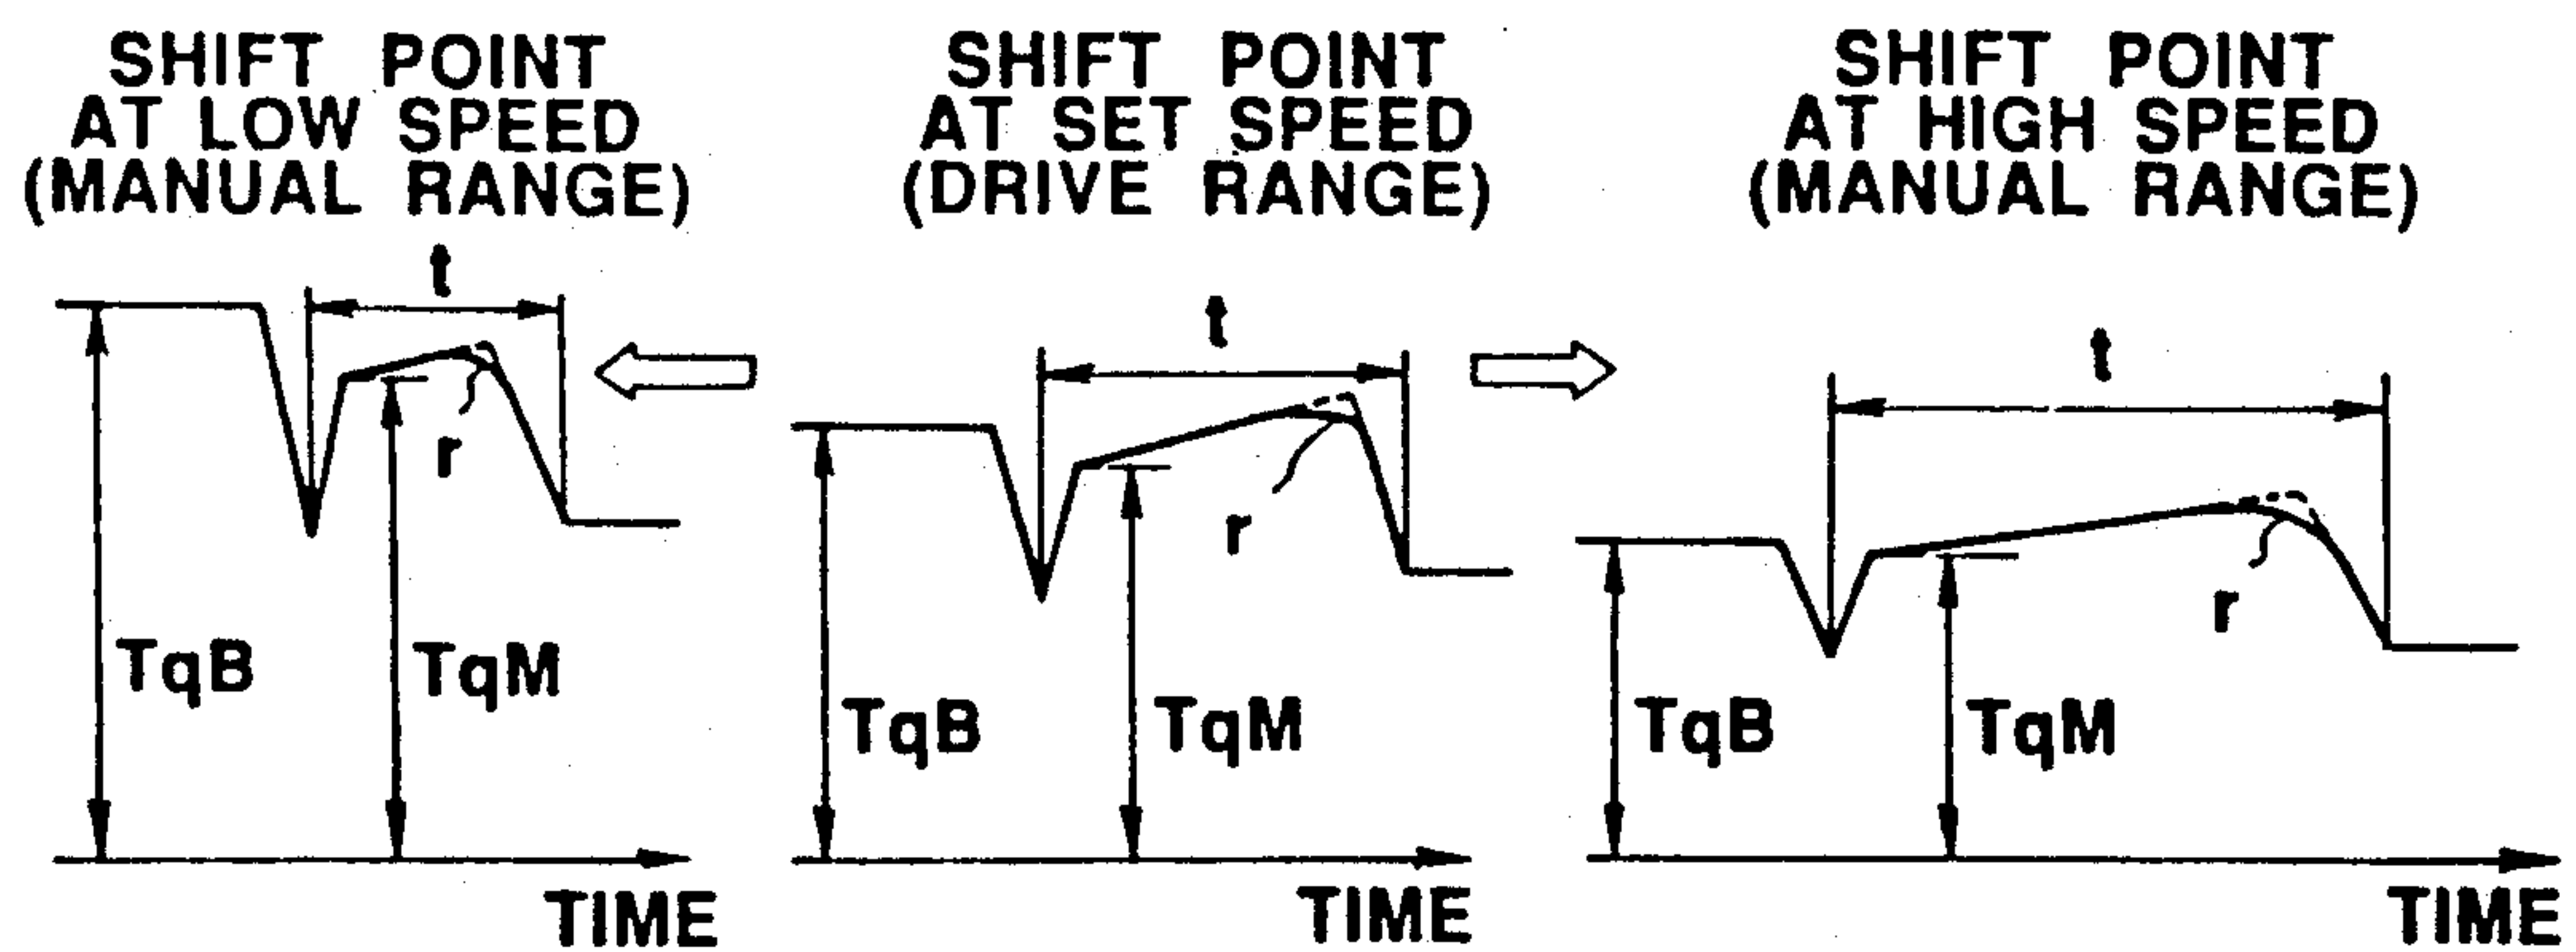 SHIFT POINT
AT LOW SPEED
(MANUAL RANGE)
t
r
TqB
TqM
TIME
SHIFT POINT
AT SET SPEED
(DRIVE RANGE)
t
r
TqB
TqM
TIME
SHIFT POINT
AT HIGH SPEED
(MANUAL RANGE)
t
r
TqB
TqM
TIME